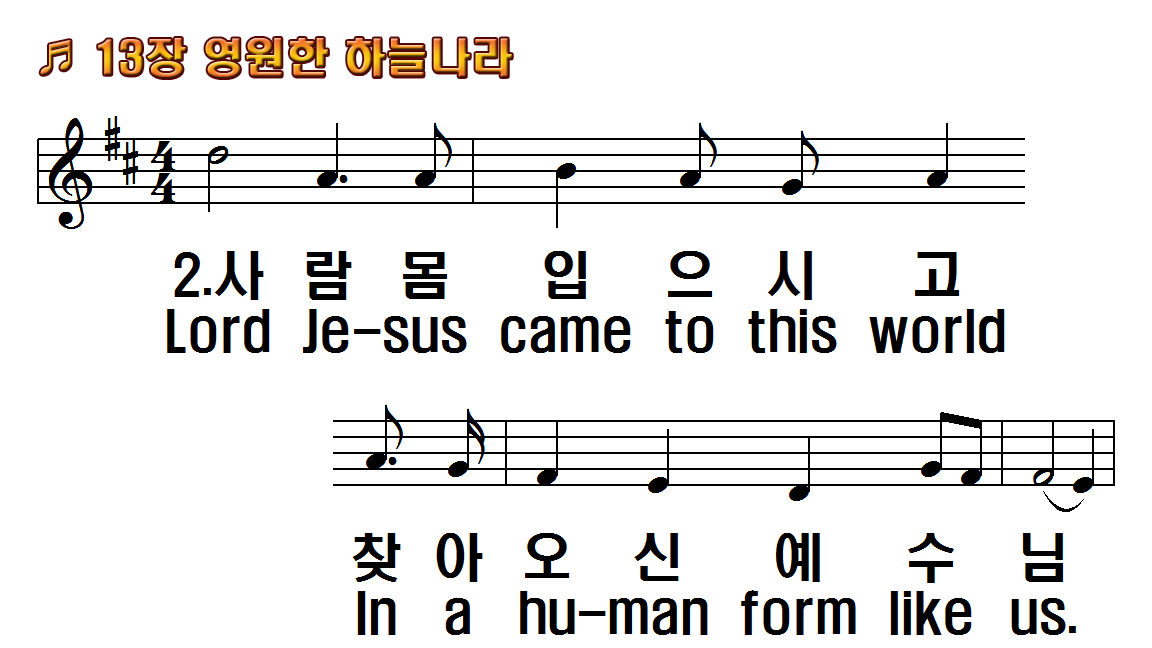 ♬ 13장 영원한 하늘나라
2.사 람 몸 입 으 시 고
Lord Je-sus came to this world
찾 아 오 신 예 수 님
In a hu-man form like us.